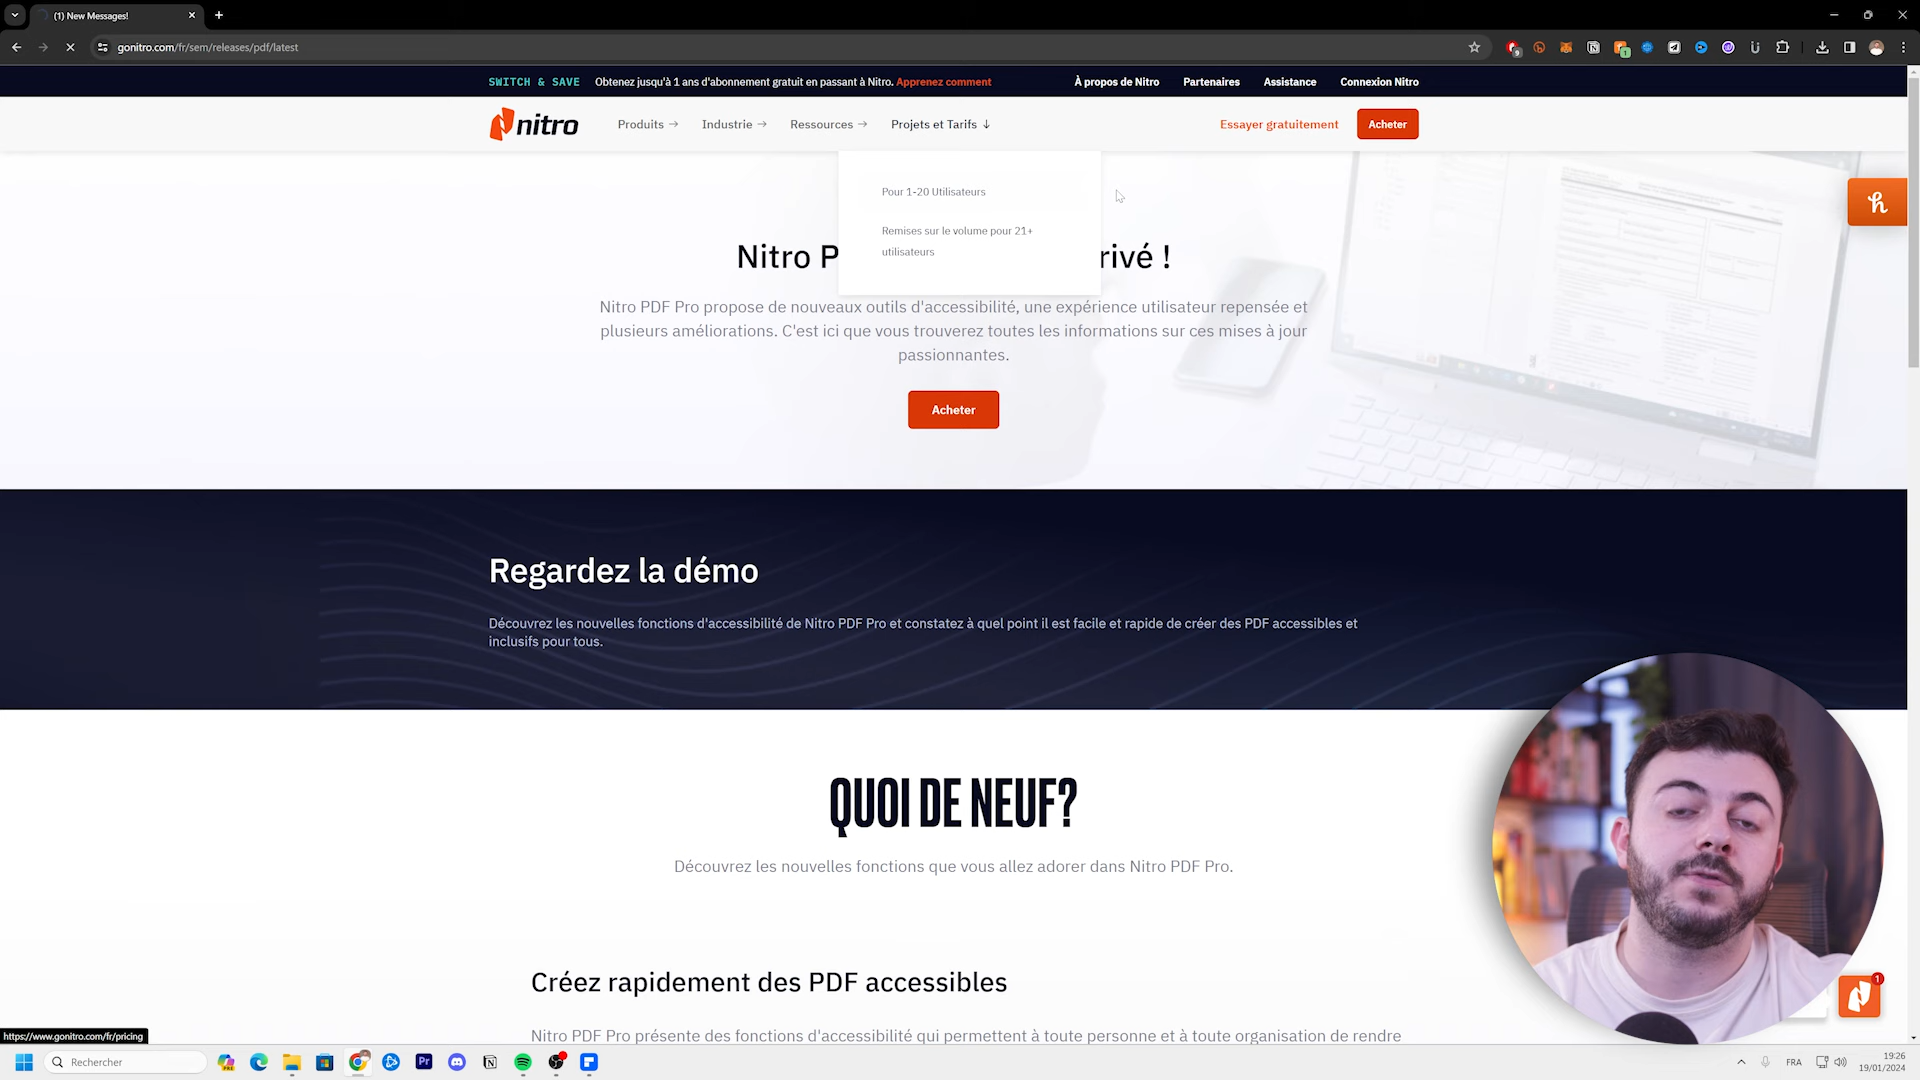 (1) New Messages!
gonitro.com/fr/sem/releases/pdf/latest
SWITCH & SAVE Obtenez jusqu'à 1 ans d'abonnement gratuit en passant à Nitro. Apprenez comment
À propos de Nitro Partenaires Assistance Connexion Nitro
nitro Produits → Industrie → Ressources → Projets et Tarifs ↓ Essayer gratuitement Acheter
Pour 1-20 Utilisateurs
Remises sur le volume pour 21+
utilisateurs
Nitro P rivé !
Nitro PDF Pro propose de nouveaux outils d'accessibilité, une expérience utilisateur repensée et
plusieurs améliorations. C'est ici que vous trouverez toutes les informations sur ces mises à jour
passionnantes.
Acheter
Regardez la démo
Découvrez les nouvelles fonctions d'accessibilité de Nitro PDF Pro et constatez à quel point il est facile et rapide de créer des PDF accessibles et
inclusifs pour tous.
QUOI DE NEUF?
Découvrez les nouvelles fonctions que vous allez adorer dans Nitro PDF Pro.
Créez rapidement des PDF accessibles
Nitro PDF Pro présente des fonctions d'accessibilité qui permettent à toute personne et à toute organisation de rendre
1
https://www.gonitro.com/fr/pricing
Rechercher
Pr
FRA
19:26
19/01/2024